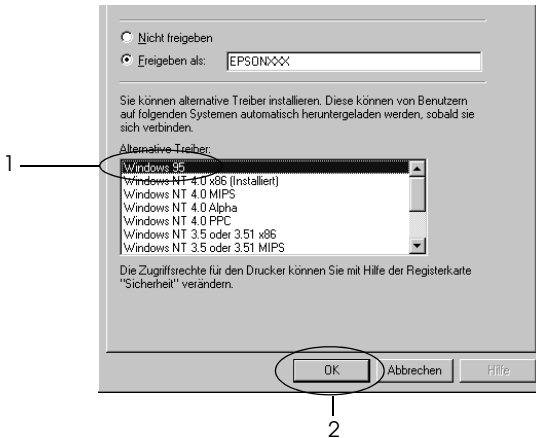 Nicht freigeben
Freigeben als: EPSONXXX
Sie können alternative Treiber installieren. Diese können von Benutzern
auf folgenden Systemen automatisch heruntergeladen werden, sobald sie
sich verbinden.
Alternative Treiber:
1
Windows 95
Windows NT 4.0 x86 (Installiert)
Windows NT 4.0 MIPS
Windows NT 4.0 Alpha
Windows NT 4.0 PPC
Windows NT 3.5 oder 3.51 x86
Windows NT 3.5 oder 3.51 MIPS
Die Zugriffsrechte für den Drucker können Sie mit Hilfe der Registerkarte
"Sicherheit" verändern.
OK Abbrechen Hilfe
2